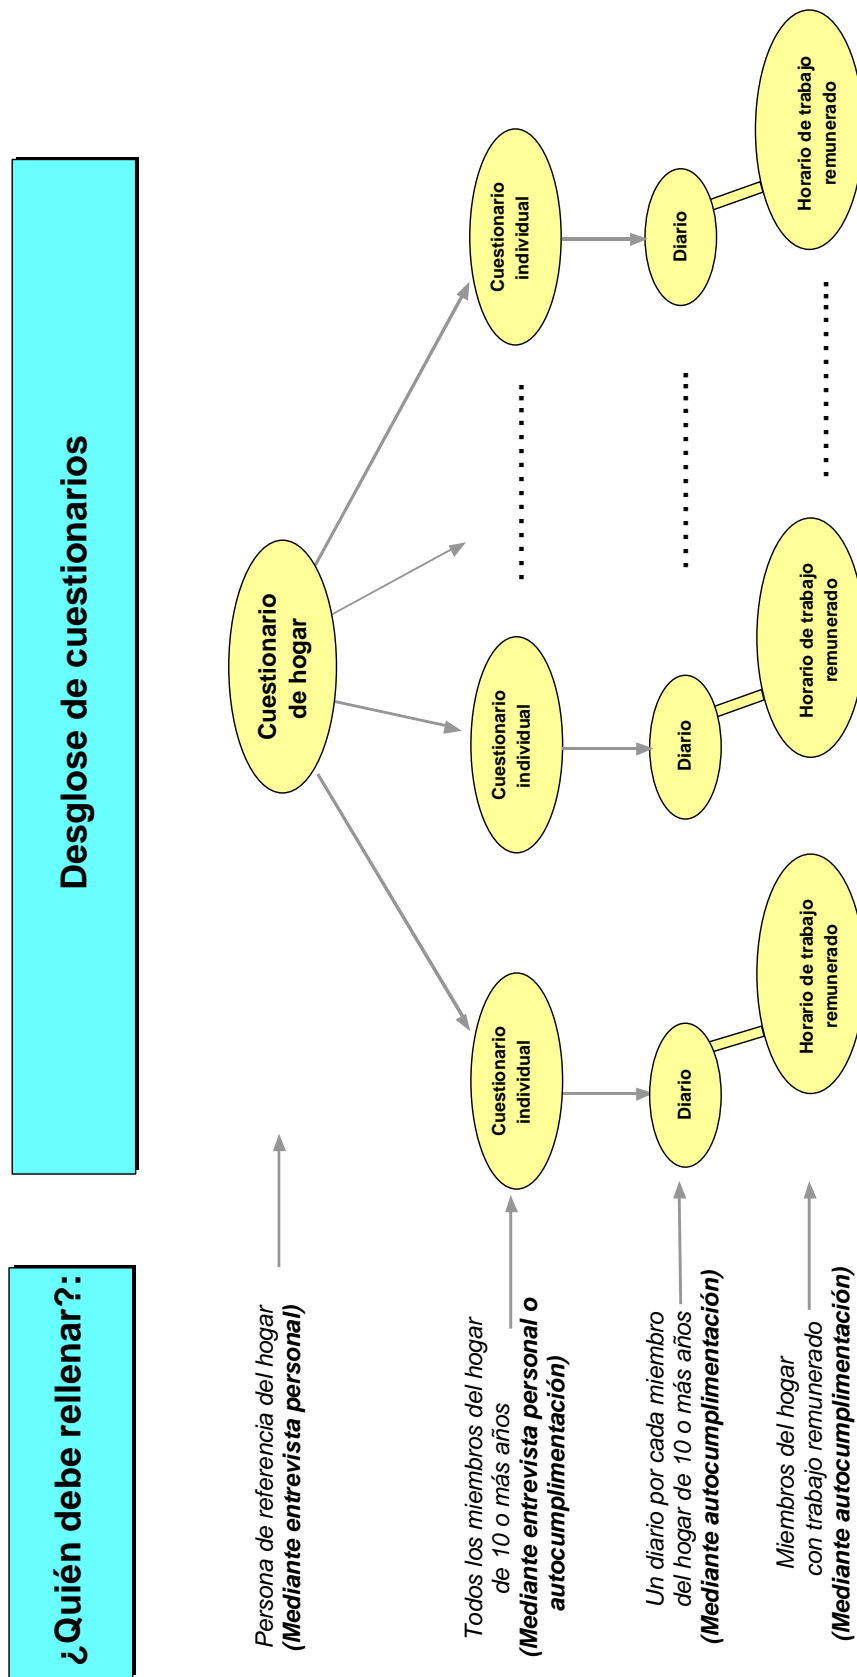 ¿Quién debe rellenar?:
Desglose de cuestionarios
Persona de referencia del hogar
(Mediante entrevista personal)
Cuestionario
de hogar
Todos los miembros del hogar
de 10 o más años
(Mediante entrevista personal o
autocumplimentación)
Cuestionario
individual
Cuestionario
individual
....................
Cuestionario
individual
Un diario por cada miembro
del hogar de 10 o más años
(Mediante autocumplimentación)
Diario
Diario
....................
Diario
Miembros del hogar
con trabajo remunerado
(Mediante autocumplimentación)
Horario de trabajo
remunerado
Horario de trabajo
remunerado
....................
Horario de trabajo
remunerado